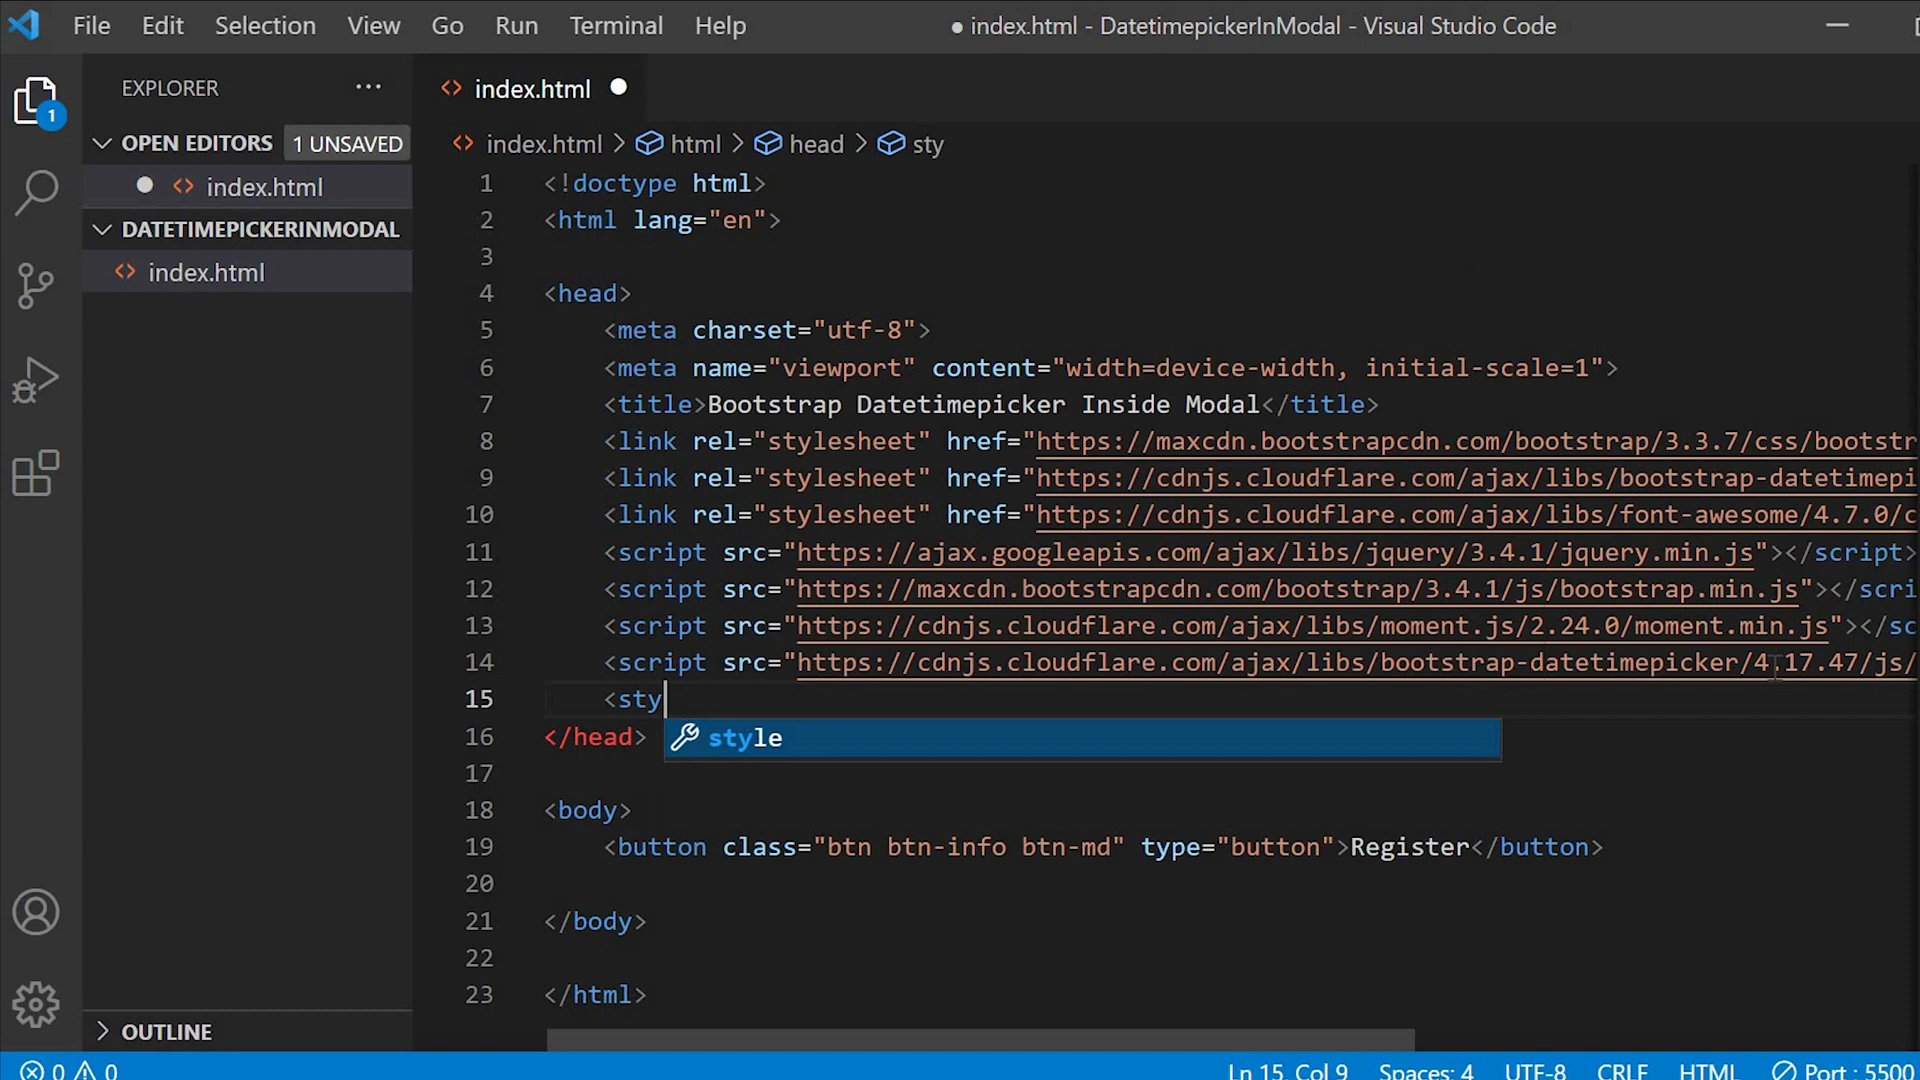 File Edit Selection View Go Run Terminal Help ● index.html - DatetimepickerInModal - Visual Studio Code
EXPLORER ...
index.html
OPEN EDITORS 1 UNSAVED
index.html > html > head > sty
index.html
DATETIMEPICKERINMODAL
index.html
1
1 <!doctype html>
2 <html lang="en">
3
4 <head>
5 <meta charset="utf-8">
6 <meta name="viewport" content="width=device-width, initial-scale=1">
7 <title>Bootstrap Datetimepicker Inside Modal</title>
8 <link rel="stylesheet" href="https://maxcdn.bootstrapcdn.com/bootstrap/3.3.7/css/bootstr
9 <link rel="stylesheet" href="https://cdnjs.cloudflare.com/ajax/libs/bootstrap-datetimepi
10 <link rel="stylesheet" href="https://cdnjs.cloudflare.com/ajax/libs/font-awesome/4.7.0/c
11 <script src="https://ajax.googleapis.com/ajax/libs/jquery/3.4.1/jquery.min.js"></script>
12 <script src="https://maxcdn.bootstrapcdn.com/bootstrap/3.4.1/js/bootstrap.min.js"></scri
13 <script src="https://cdnjs.cloudflare.com/ajax/libs/moment.js/2.24.0/moment.min.js"></sc
14 <script src="https://cdnjs.cloudflare.com/ajax/libs/bootstrap-datetimepicker/4.17.47/js/
15 <sty
16 </head>
style
17
18 <body>
19 <button class="btn btn-info btn-md" type="button">Register</button>
20
21 </body>
22
23 </html>
OUTLINE
0 0 Ln 15, Col 9 Spaces: 4 UTF-8 CRLF HTML Port : 5500